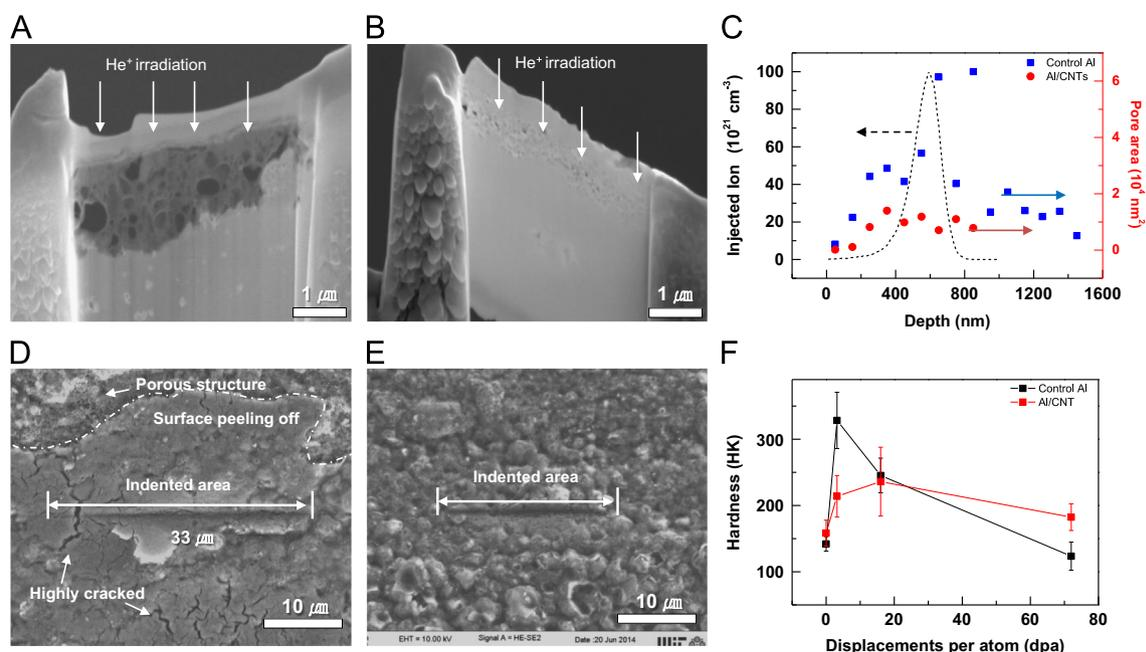 A
He⁺ irradiation
1 ㎛
B
He⁺ irradiation
1 ㎛
C
Injected Ion (10²¹ cm⁻³)
100
80
60
40
20
0
Control Al
Al/CNTs
6
4
2
0
Pore area (10⁴ nm²)
0 400 800 1200 1600
Depth (nm)
D
Porous structure
Surface peeling off
Indented area
33 ㎛
Highly cracked
10 ㎛
E
Indented area
10 ㎛
EHT = 10.00 kV Signal A = HE-SE2 Date :20 Jun 2014
F
Hardness (HK)
300
200
100
Control Al
Al/CNT
0 20 40 60 80
Displacements per atom (dpa)